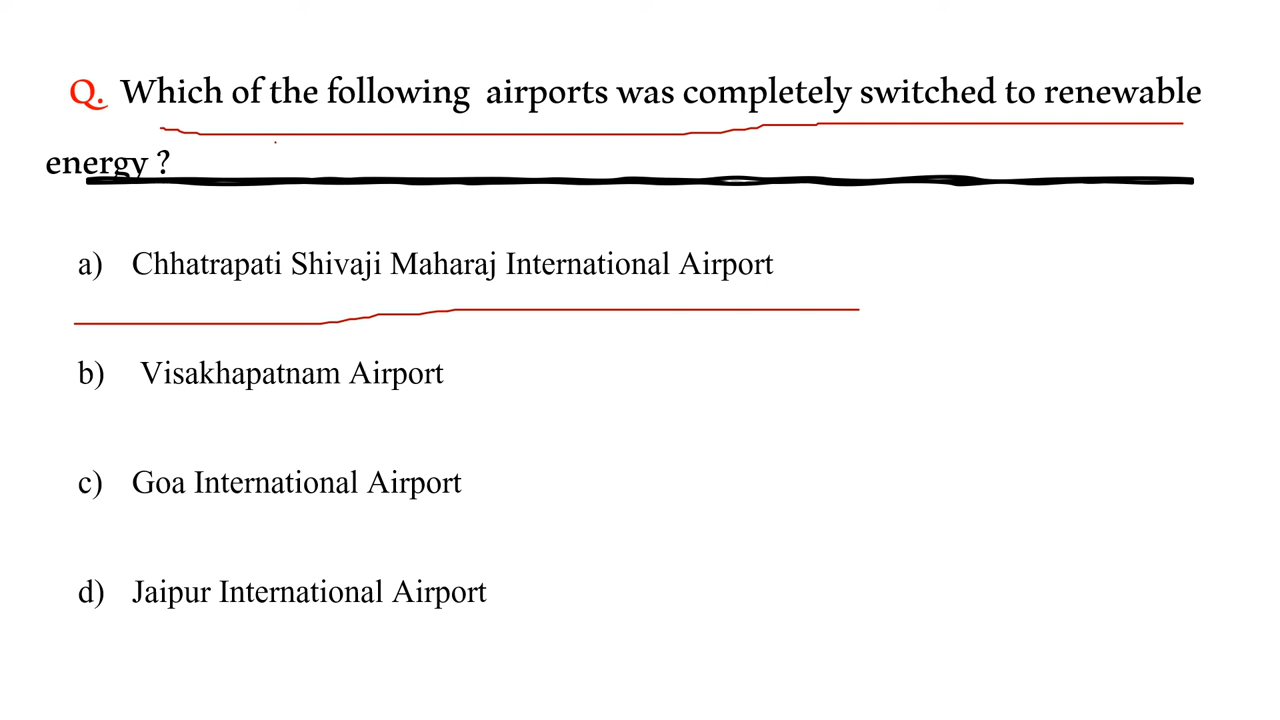 Q. Which of the following airports was completely switched to renewable
energy ?
a) Chhatrapati Shivaji Maharaj International Airport
b) Visakhapatnam Airport
c) Goa International Airport
d) Jaipur International Airport